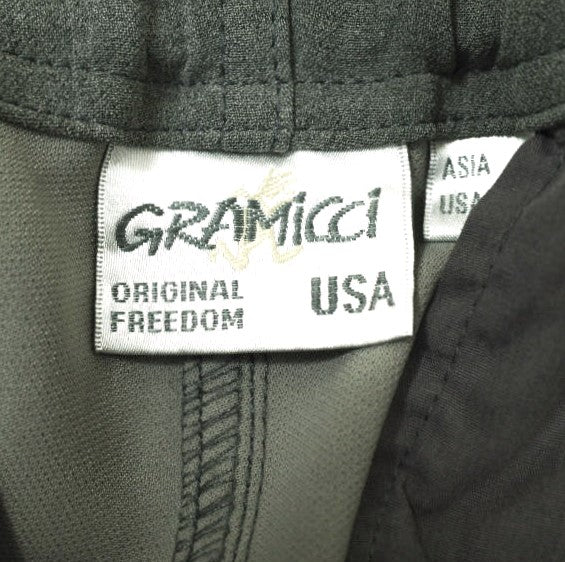 GRAMiCCi
ORIGINAL
FREEDOM
USA
ASIA
USA